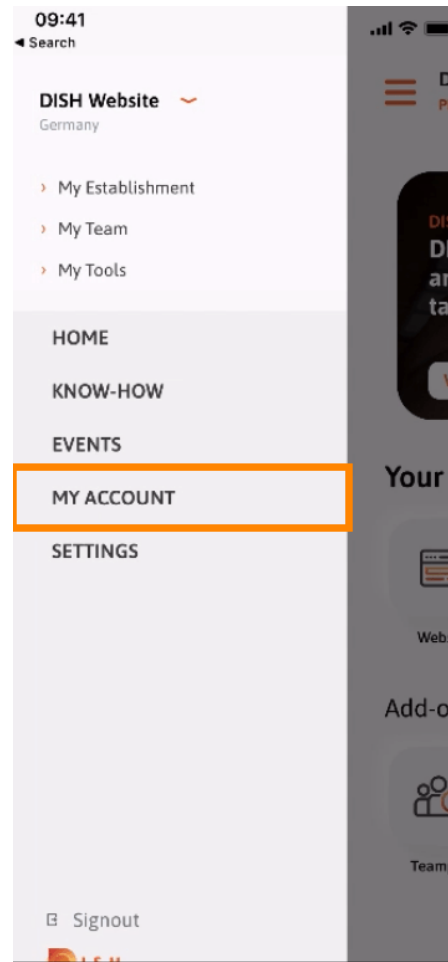 09:41
Search
DISH Website
Germany
My Establishment
My Team
My Tools
HOME
KNOW-HOW
EVENTS
MY ACCOUNT
SETTINGS
Signout
Your
Add-o
Team